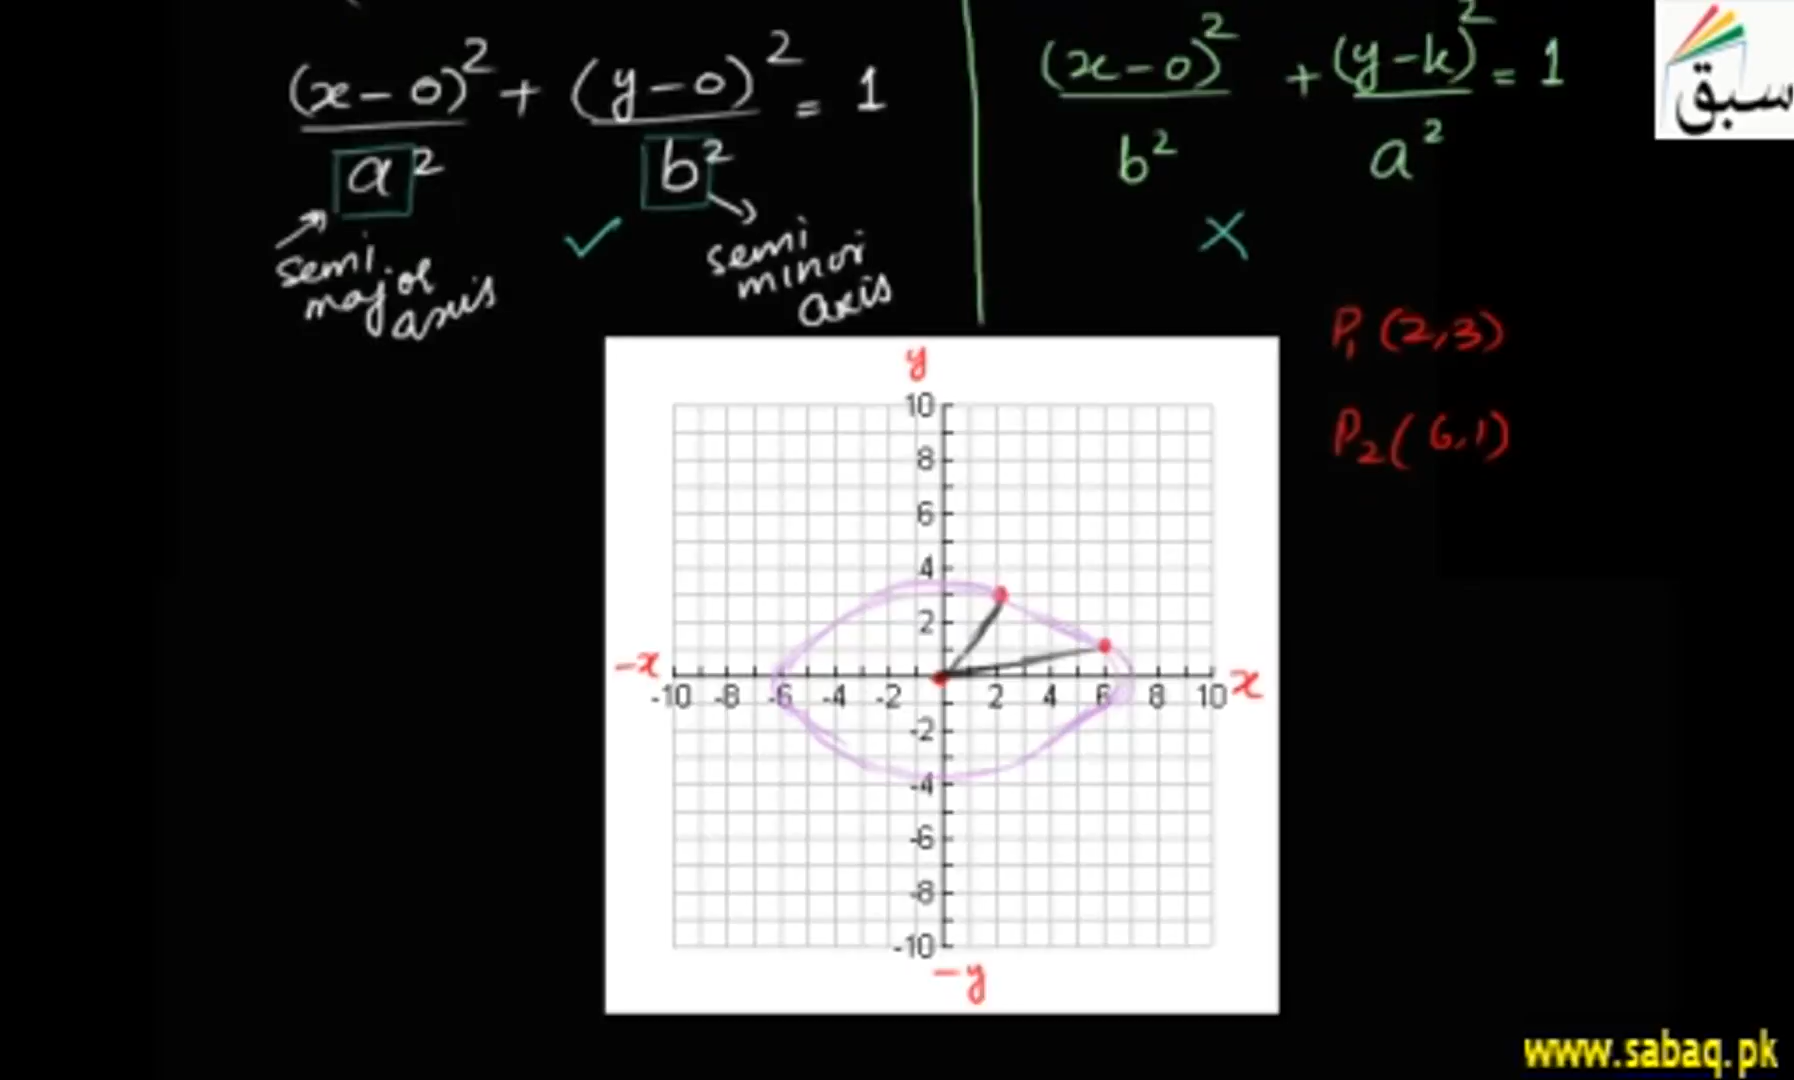 (x-0)² + (y-0)² = 1
a² b²
semi major axis
semi minor axis
(x-0)² + (y-k)² = 1
b² a²
سبق
P₁ (2,3)
P₂ (6,1)
y
10
8
6
4
2
-x
-10 -8 -6 -4 -2 2 4 6 8 10
x
-2
-4
-6
-8
-10
-y
www.sabaq.pk